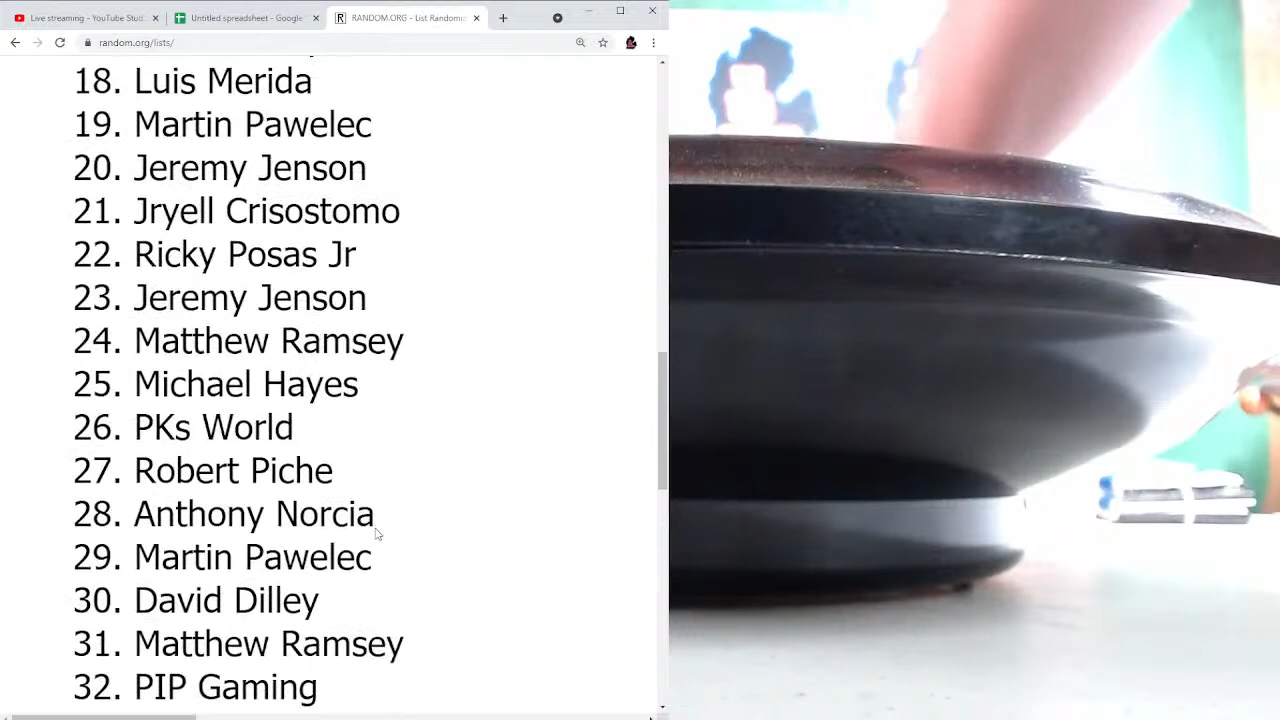 Live streaming - YouTube Stud
Untitled spreadsheet - Google
RANDOM.ORG - List Randomiz
random.org/lists/
18. Luis Merida
19. Martin Pawelec
20. Jeremy Jenson
21. Jryell Crisostomo
22. Ricky Posas Jr
23. Jeremy Jenson
24. Matthew Ramsey
25. Michael Hayes
26. PKs World
27. Robert Piche
28. Anthony Norcia
29. Martin Pawelec
30. David Dilley
31. Matthew Ramsey
32. PIP Gaming